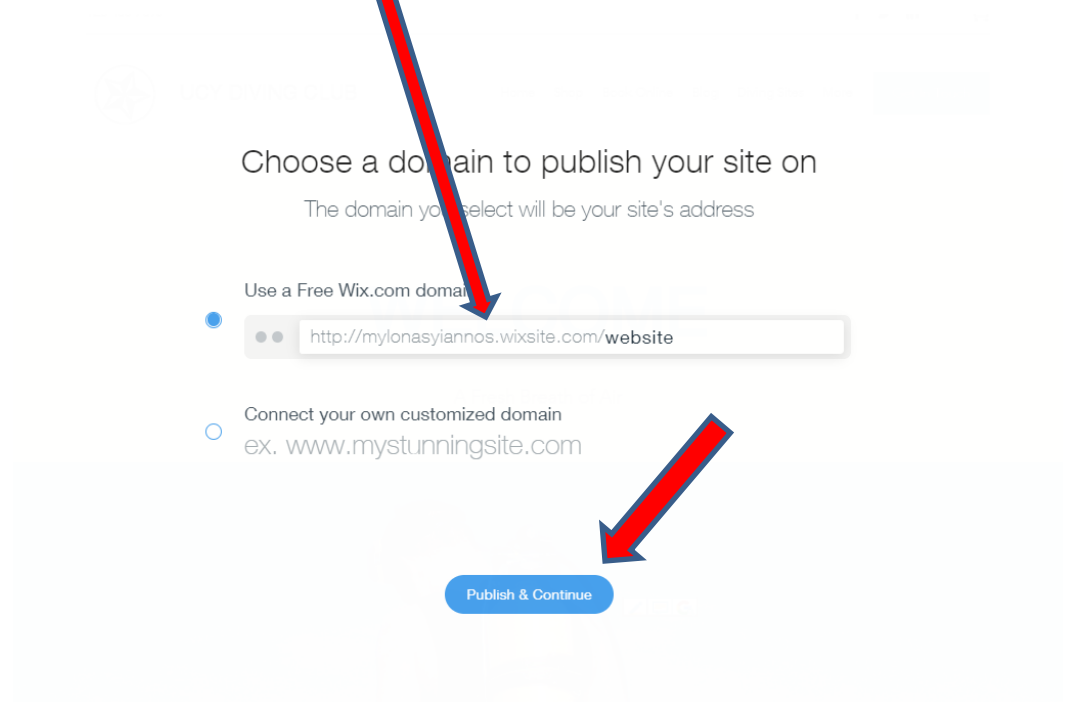 Choose a domain to publish your site on
The domain you select will be your site's address
Use a Free Wix.com domain
http://mylonasyiannos.wixsite.com/website
Connect your own customized domain
ex. www.mystunningsite.com
Publish & Continue